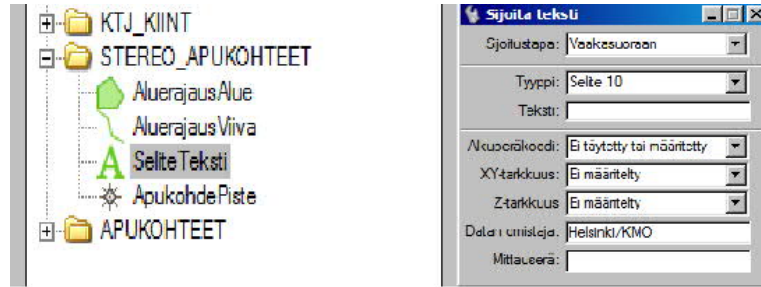 KTJ_KIINT
STEREO_APUKOHTEET
AluerajausAlue
AluerajausViiva
SeliteTeksti
ApukohdePiste
APUKOHTEET
Sijoita teksti
Sijoitustapa: Vaakasuoraan
Tyyppi: Selite 10
Teksti:
Alkuperäkoodi: Ei täytetty tai määritetty
XY-tarkkuus: Ei määritelty
Z-tarkkuus Ei määritelty
Datan omistaja: Helsinki/KMO
Mittauserä: